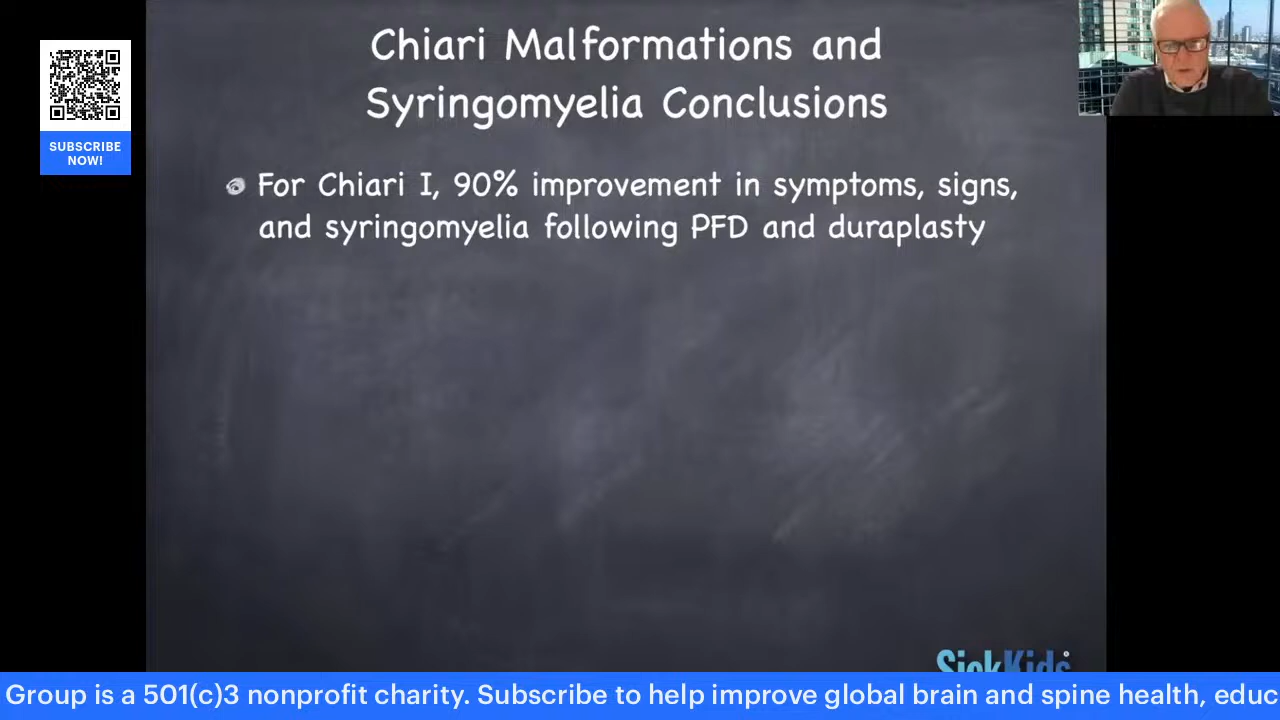 Chiari Malformations and
Syringomyelia Conclusions
SUBSCRIBE
NOW!
For Chiari I, 90% improvement in symptoms, signs,
and syringomyelia following PFD and duraplasty
SickKids
Group is a 501(c)3 nonprofit charity. Subscribe to help improve global brain and spine health, educ